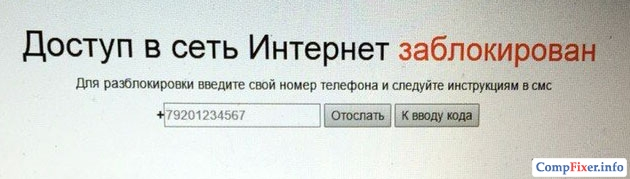 Доступ в сеть Интернет заблокирован
Для разблокировки введите свой номер телефона и следуйте инструкциям в смс
+79201234567 Отослать К вводу кода
CompFixer.info